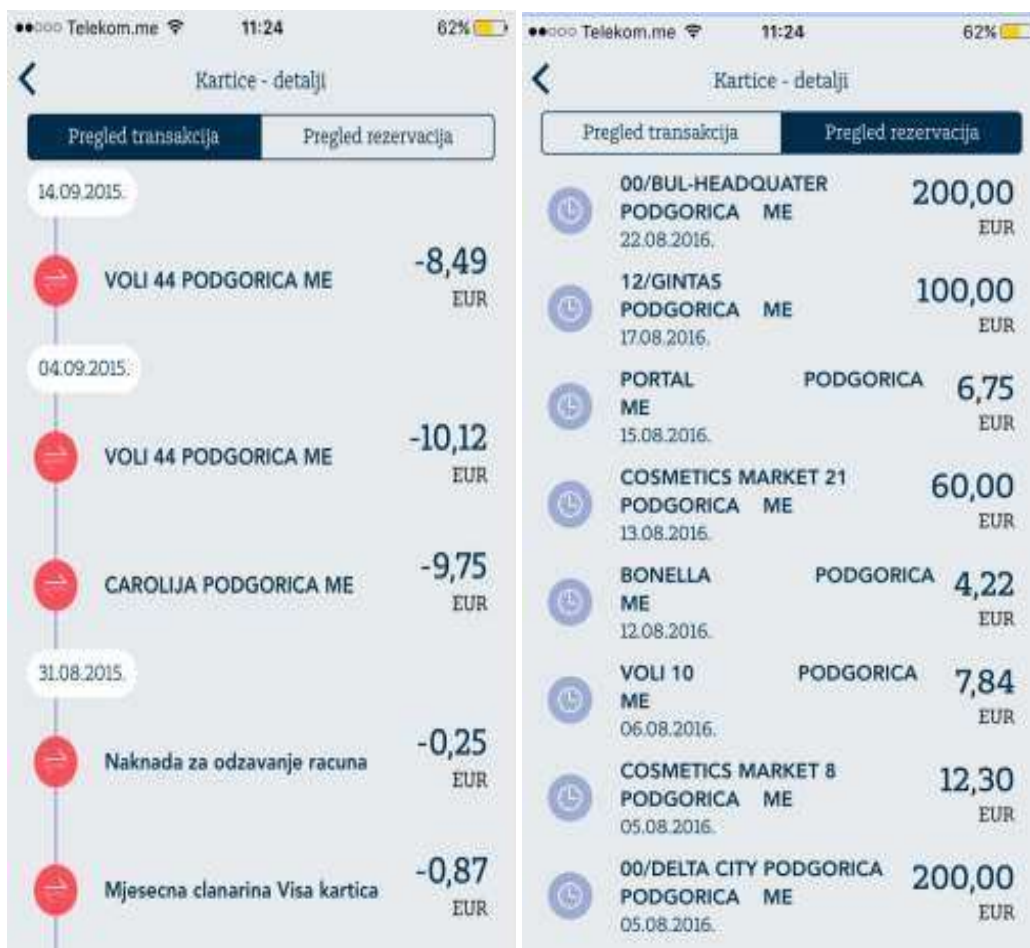 Telekom.me 11:24 62%
Kartice - detalji
Pregled transakcija Pregled rezervacija
14.09.2015.
VOLI 44 PODGORICA ME -8,49
EUR
04.09.2015.
VOLI 44 PODGORICA ME -10,12
EUR
CAROLIJA PODGORICA ME -9,75
EUR
31.08.2015.
Naknada za odzavanje racuna -0,25
EUR
Mjesecna clanarina Visa kartica -0,87
EUR
Telekom.me 11:24 62%
Kartice - detalji
Pregled transakcija Pregled rezervacija
00/BUL-HEADQUATER 200,00
PODGORICA ME EUR
22.08.2016.
12/GINTAS 100,00
PODGORICA ME EUR
17.08.2016.
PORTAL PODGORICA 6,75
ME EUR
15.08.2016.
COSMETICS MARKET 21 60,00
PODGORICA ME EUR
13.08.2016.
BONELLA PODGORICA 4,22
ME EUR
12.08.2016.
VOLI 10 PODGORICA 7,84
ME EUR
06.08.2016.
COSMETICS MARKET 8 12,30
PODGORICA ME EUR
05.08.2016.
00/DELTA CITY PODGORICA 200,00
PODGORICA ME EUR
05.08.2016.